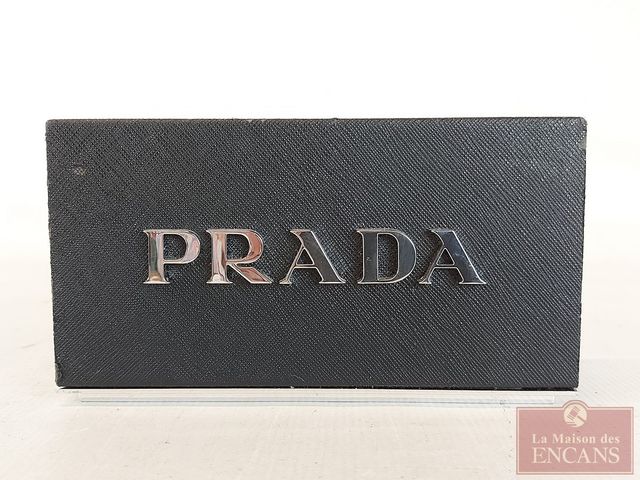 PRADA
La Maison des
ENCANS